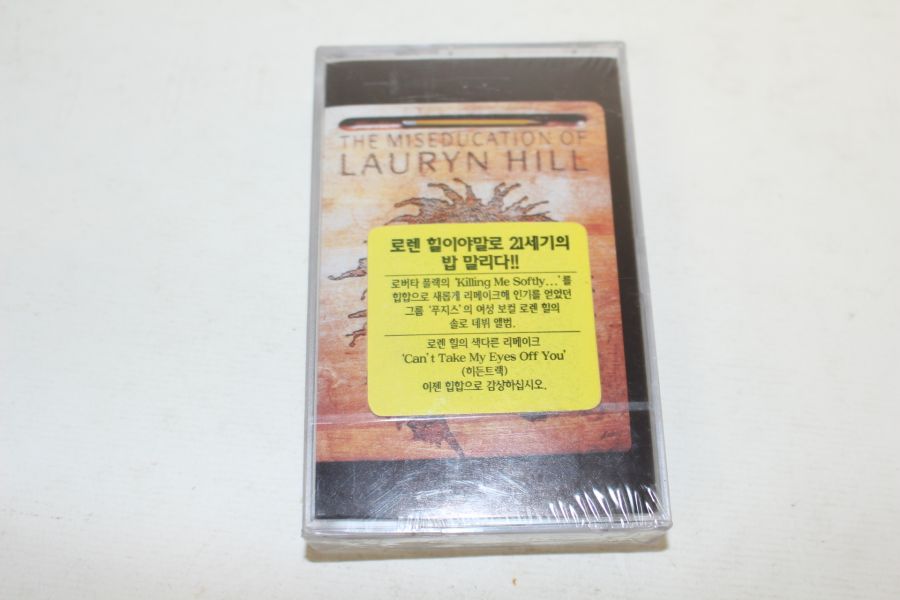 THE MISEDUCATION OF
LAURYN HILL
로렌 힐이야말로 21세기의
밥 말리다!!
로버타 플랙의 'Killing Me Softly...'를
힙합으로 새롭게 리메이크해 인기를 얻었던
그룹 '푸지스'의 여성 보컬 로렌 힐의
솔로 데뷔 앨범.
로렌 힐의 색다른 리메이크
'Can't Take My Eyes Off You'
(히든트랙)
이젠 힙합으로 감상하십시오.